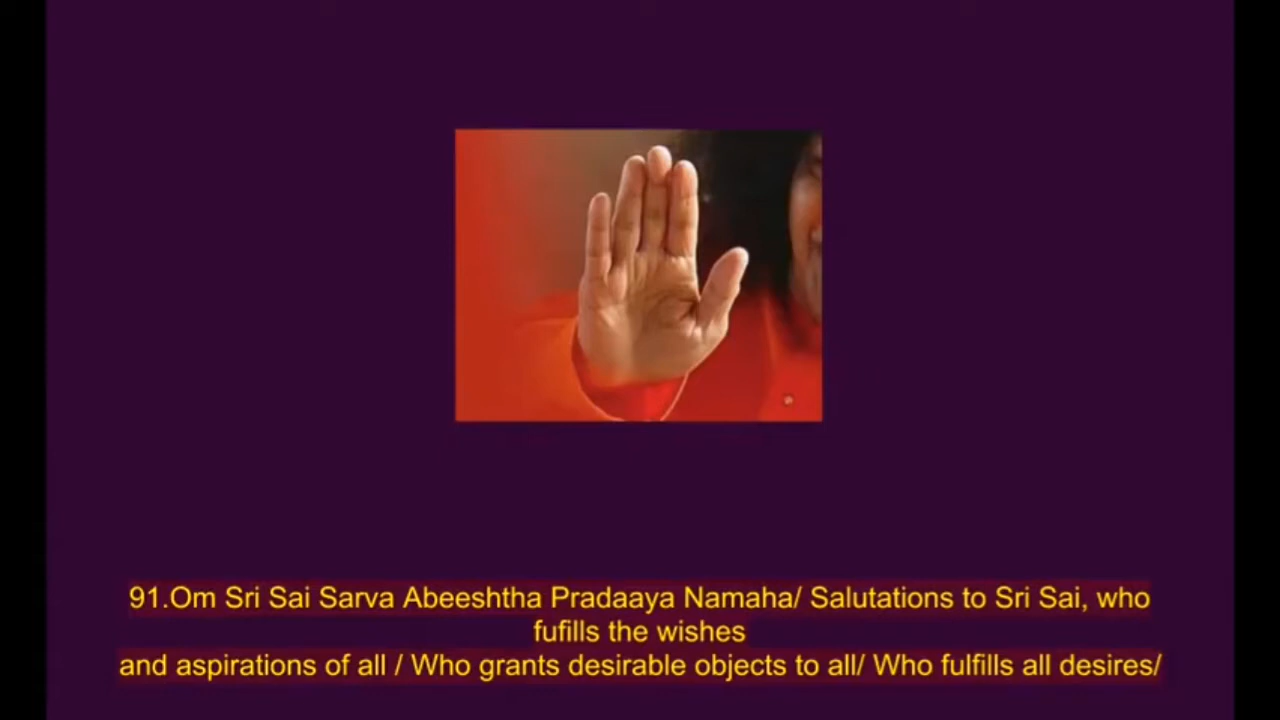 91.Om Sri Sai Sarva Abeeshtha Pradaaya Namaha/ Salutations to Sri Sai, who
fufills the wishes
and aspirations of all / Who grants desirable objects to all/ Who fulfills all desires/